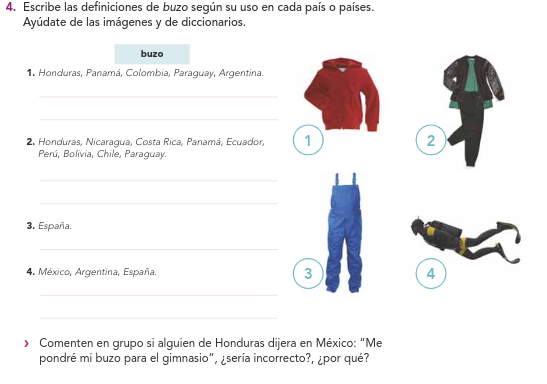 4. Escribe las definiciones de buzo según su uso en cada país o países.
Ayúdate de las imágenes y de diccionarios.
buzo
1. Honduras, Panamá, Colombia, Paraguay, Argentina.
2. Honduras, Nicaragua, Costa Rica, Panamá, Ecuador,
Perú, Bolivia, Chile, Paraguay.
3. España.
4. México, Argentina, España.
1
2
3
4
› Comenten en grupo si alguien de Honduras dijera en México: “Me
pondré mi buzo para el gimnasio”, ¿sería incorrecto?, ¿por qué?